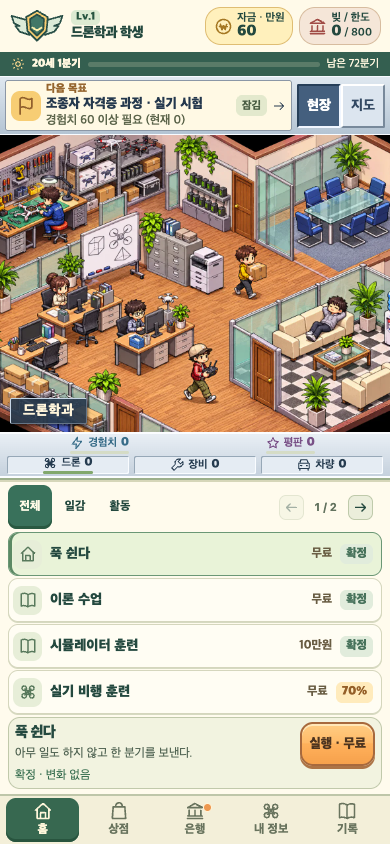 Lv.1
드론학과 학생
자금 · 만원
60
빚 / 한도
0 / 800
20세 1분기
남은 72분기
다음 목표
조종자 자격증 과정 · 실기 시험
경험치 60 이상 필요 (현재 0)
잠김 →
현장
지도
드론학과
경험치 0
평판 0
드론 0
장비 0
차량 0
전체
일감
활동
← 1 / 2 →
푹 쉰다
무료
확정
이론 수업
무료
확정
시뮬레이터 훈련
10만원
확정
실기 비행 훈련
무료
70%
푹 쉰다
아무 일도 하지 않고 한 분기를 보낸다.
확정 · 변화 없음
실행 · 무료
홈
상점
은행
내 정보
기록